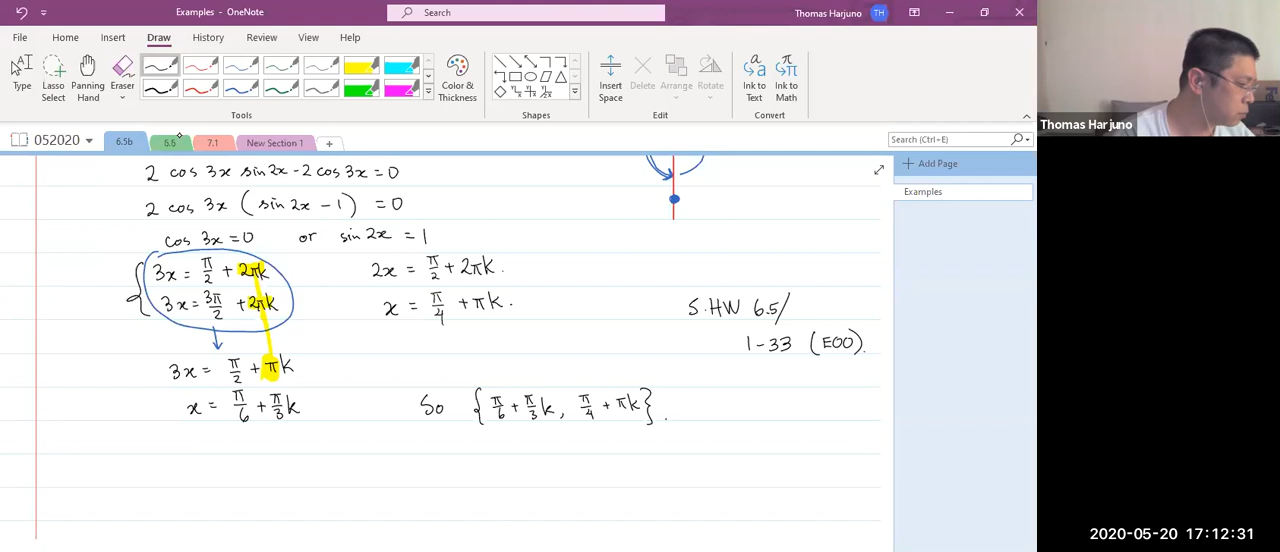 Examples - OneNote
Search
Thomas Harjuno TH
File Home Insert Draw History Review View Help
Type Lasso Select Panning Hand Eraser Color & Thickness Insert Space Delete Arrange Rotate Ink to Text Ink to Math
Tools Shapes Edit Convert
052020 6.5b 6.6 7.1 New Section 1 + Search (Ctrl+E)
Add Page
Examples
Thomas Harjuno
2 cos 3x sin2x - 2 cos 3x = 0
2 cos 3x (sin 2x - 1) = 0
cos 3x = 0 or sin 2x = 1
3x = π/2 + 2πk 2x = π/2 + 2πk.
3x = 3π/2 + 2πk x = π/4 + πk.
S.HW 6.5/
1-33 (EOO).
3x = π/2 + πk
x = π/6 + π/3 k So {π/6 + π/3 k, π/4 + πk}.
2020-05-20 17:12:31